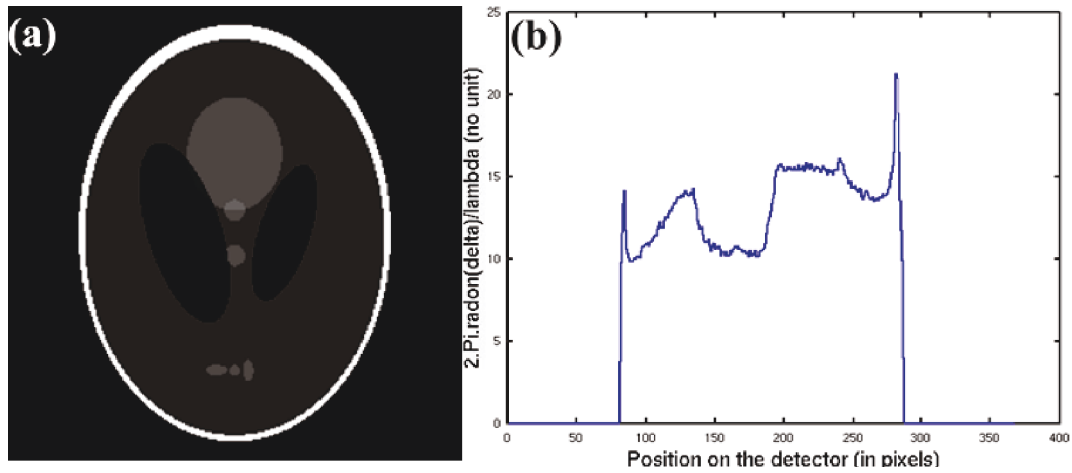 (a)
(b)
2.Pi.radon(delta)/lambda (no unit)
25
20
15
10
5
0
0 50 100 150 200 250 300 350 400
Position on the detector (in pixels)